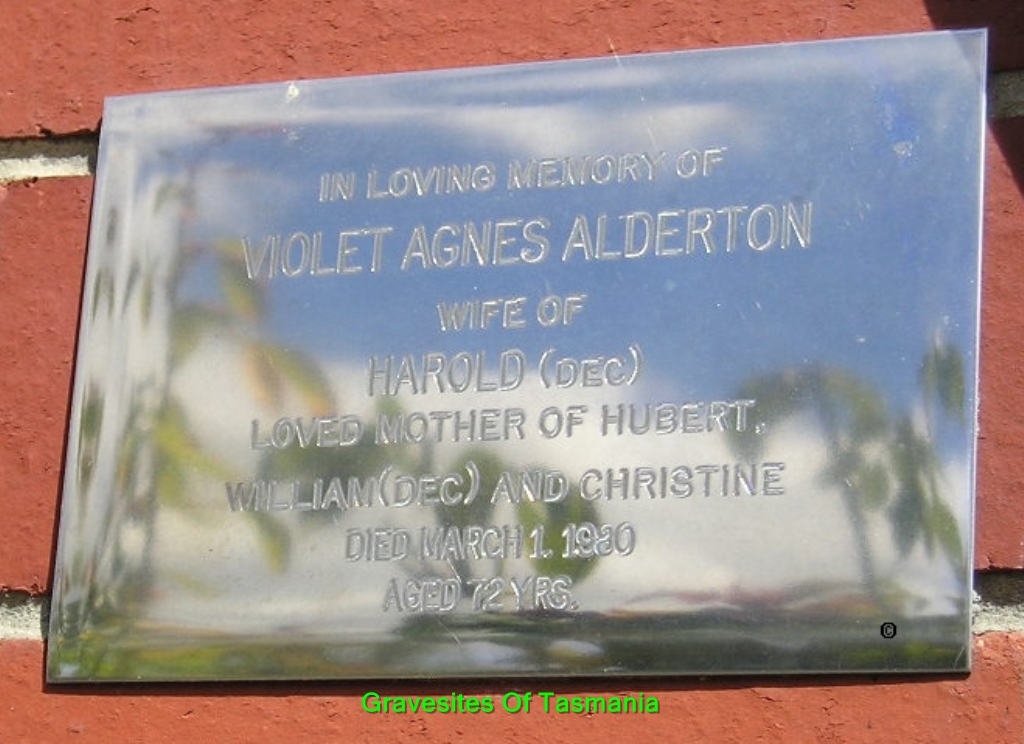 IN LOVING MEMORY OF
VIOLET AGNES ALDERTON
WIFE OF
HAROLD (DEC)
LOVED MOTHER OF HUBERT,
WILLIAM (DEC) AND CHRISTINE
DIED MARCH 1. 1980
AGED 72 YRS.
©
Gravesites Of Tasmania